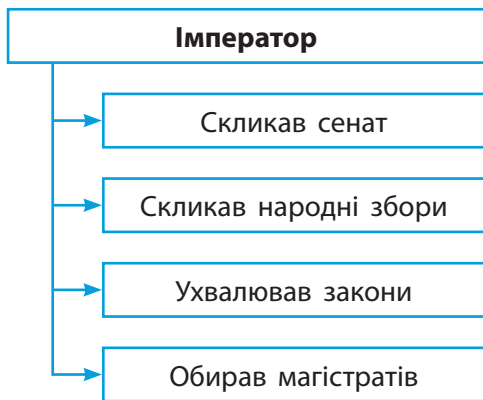 Імператор
Скликав сенат
Скликав народні збори
Ухвалював закони
Обирав магістратів